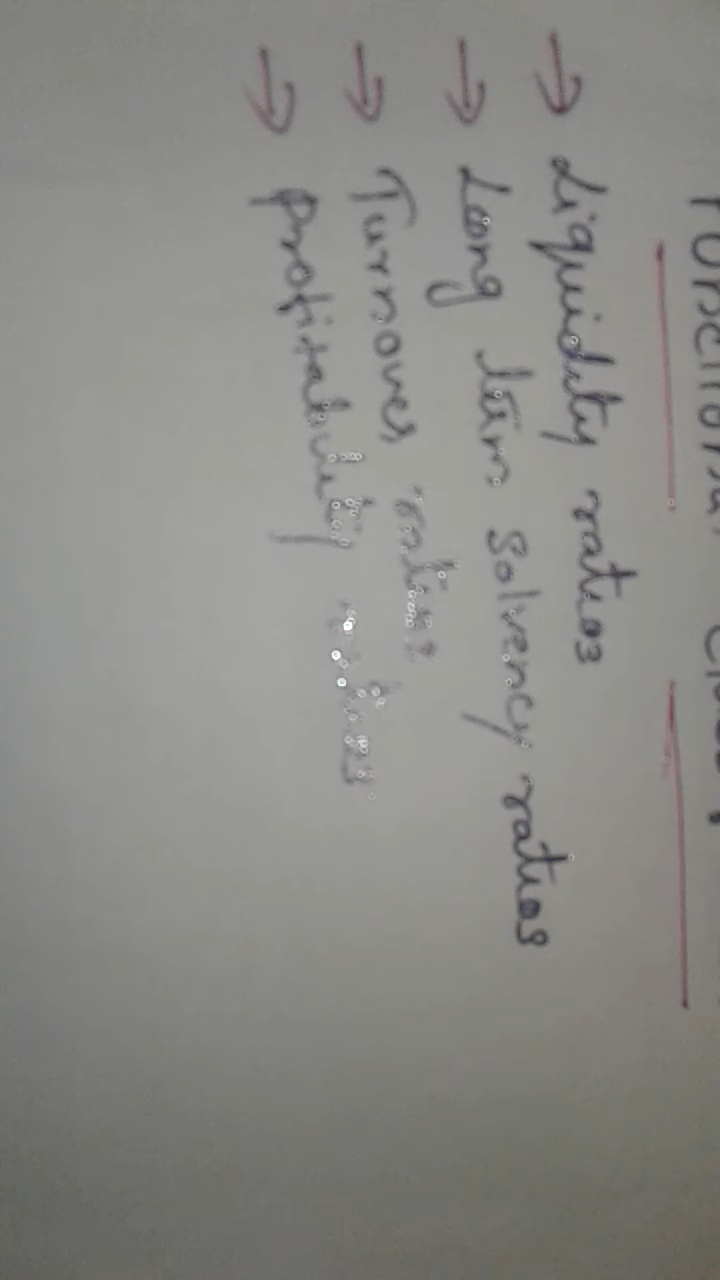 → Liquidity ratios
→ Long term solvency ratios
→ Turnover ratios
→ Profitability ratios